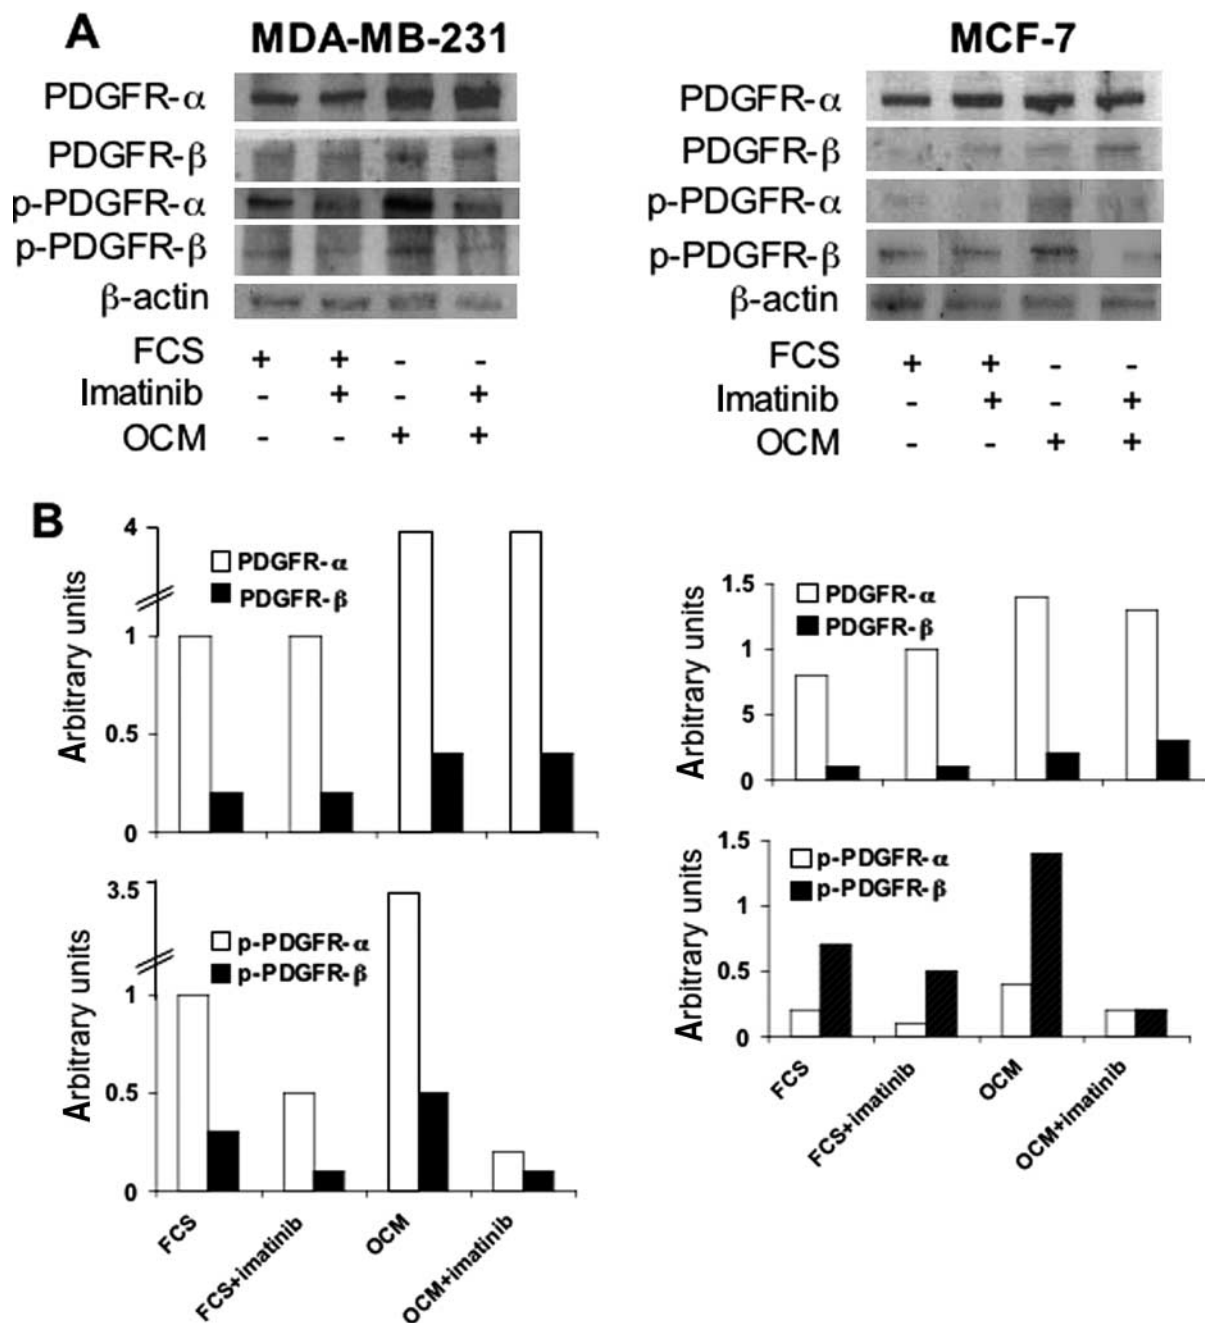 A
MDA-MB-231
PDGFR-α
PDGFR-β
p-PDGFR-α
p-PDGFR-β
β-actin
FCS + + - -
Imatinib - + - +
OCM - - + +
MCF-7
PDGFR-α
PDGFR-β
p-PDGFR-α
p-PDGFR-β
β-actin
FCS + + - -
Imatinib - + - +
OCM - - + +
B
Arbitrary units
4
1
0.5
0
PDGFR-α
PDGFR-β
Arbitrary units
3.5
1
0.5
0
p-PDGFR-α
p-PDGFR-β
FCS
FCS+imatinib
OCM
OCM+imatinib
Arbitrary units
1.5
1
5
0
PDGFR-α
PDGFR-β
Arbitrary units
1.5
1
0.5
0
p-PDGFR-α
p-PDGFR-β
FCS
FCS+imatinib
OCM
OCM+imatinib